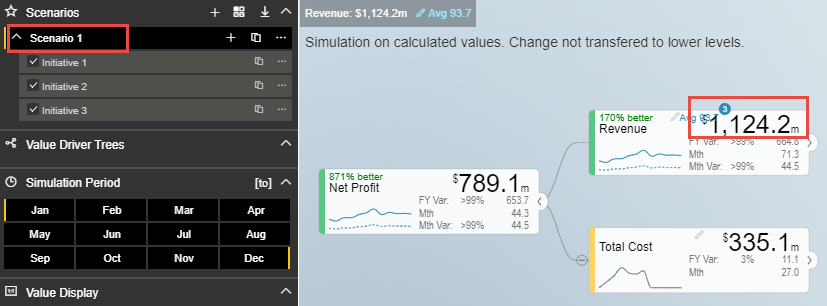 Scenarios
Scenario 1
Initiative 1
Initiative 2
Initiative 3
Value Driver Trees
Simulation Period [to]
Jan Feb Mar Apr
May Jun Jul Aug
Sep Oct Nov Dec
Value Display
Revenue: $1,124.2m Avg 93.7
Simulation on calculated values. Change not transfered to lower levels.
871% better
Net Profit
$789.1m
FY Var: >99% 653.7
Mth 44.3
Mth Var: >99% 44.5
170% better
Revenue
3
Avg 93.7
$1,124.2m
FY Var: >99% 664.8
Mth 71.3
Mth Var: >99% 44.5
Total Cost
$335.1m
FY Var: 3% 11.1
Mth 27.0